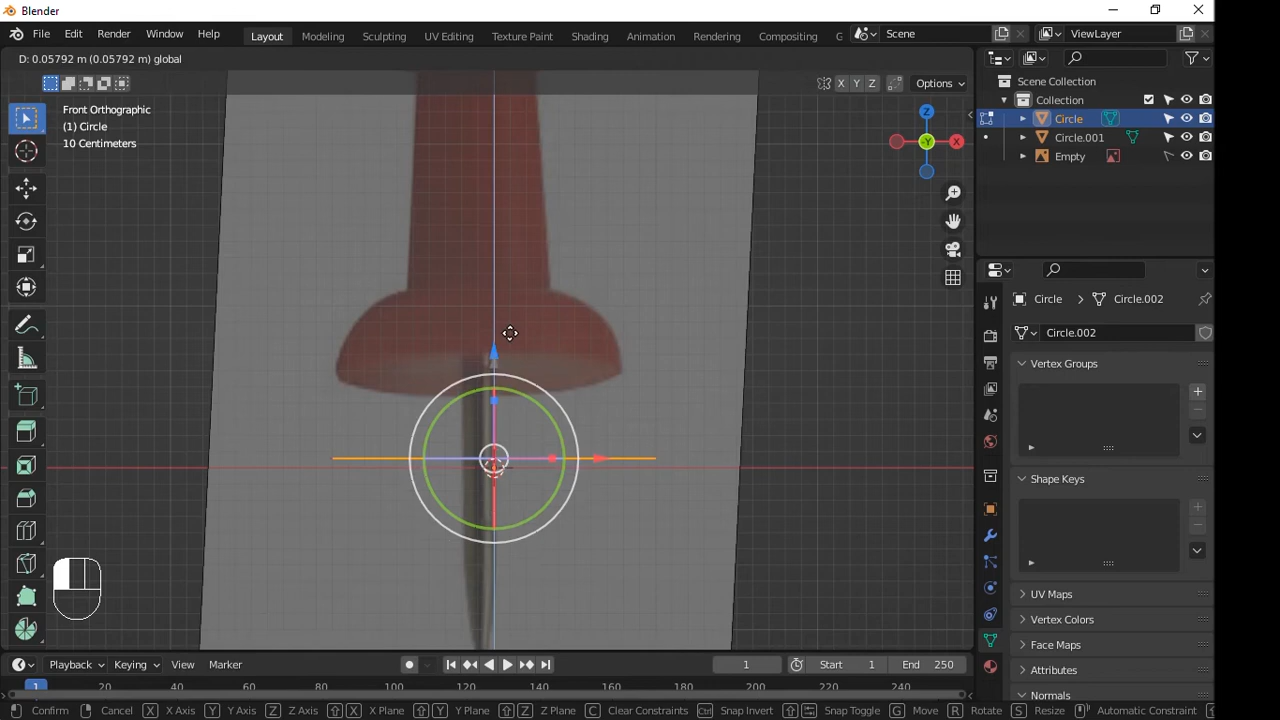 Blender
File Edit Render Window Help
Layout Modeling Sculpting UV Editing Texture Paint Shading Animation Rendering Compositing G
Scene
ViewLayer
D: 0.05792 m (0.05792 m) global
X Y Z
Options
Front Orthographic
(1) Circle
10 Centimeters
Z
Y
X
Scene Collection
Collection
Circle
Circle.001
Empty
Circle Circle.002
Circle.002
Vertex Groups
Shape Keys
UV Maps
Vertex Colors
Face Maps
Attributes
Normals
Playback Keying View Marker
1
Start 1
End 250
1 20 40 60 80 100 120 140 160 180 200 220 240
Confirm Cancel X X Axis Y Y Axis Z Z Axis X X Plane Y Y Plane Z Z Plane C Clear Constraints Ctrl Snap Invert Snap Toggle G Move R Rotate S Resize Automatic Constraint